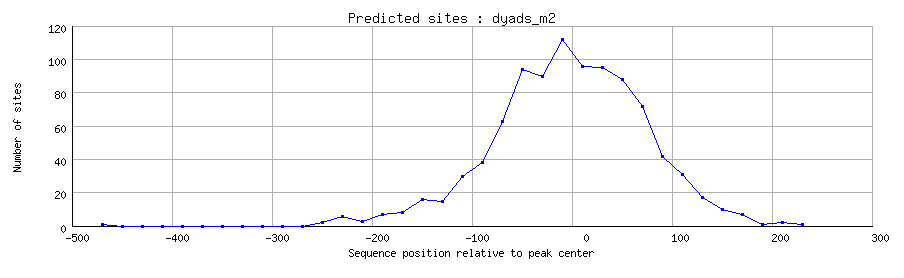 Predicted sites : dyads_m2
120
100
80
60
40
20
0
Number of sites
-500 -400 -300 -200 -100 0 100 200 300
Sequence position relative to peak center